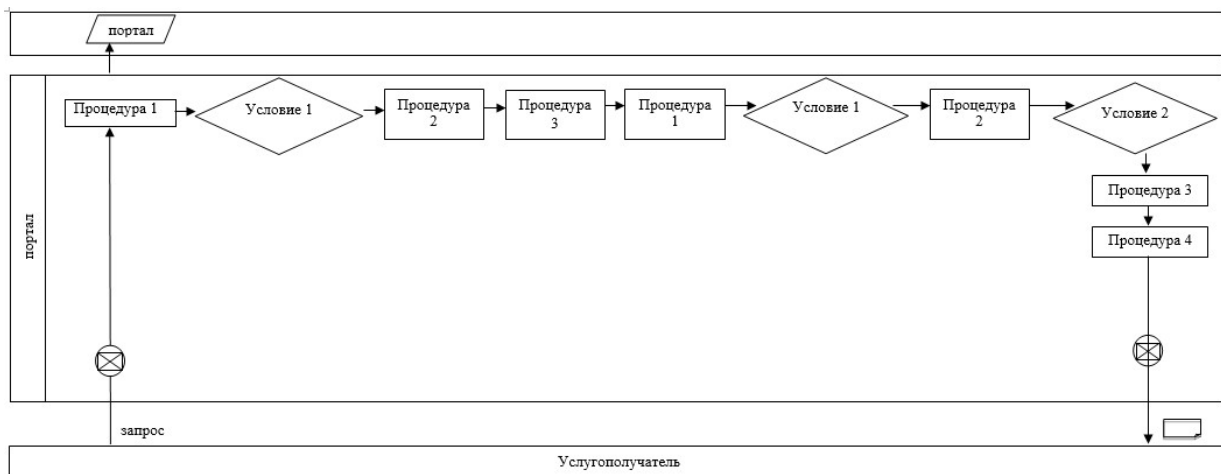 портал
Процедура 1
Условие 1
Процедура
2
Процедура
3
Процедура
1
Условие 1
Процедура
2
Условие 2
Процедура 3
Процедура 4
портал
запрос
Услугополучатель